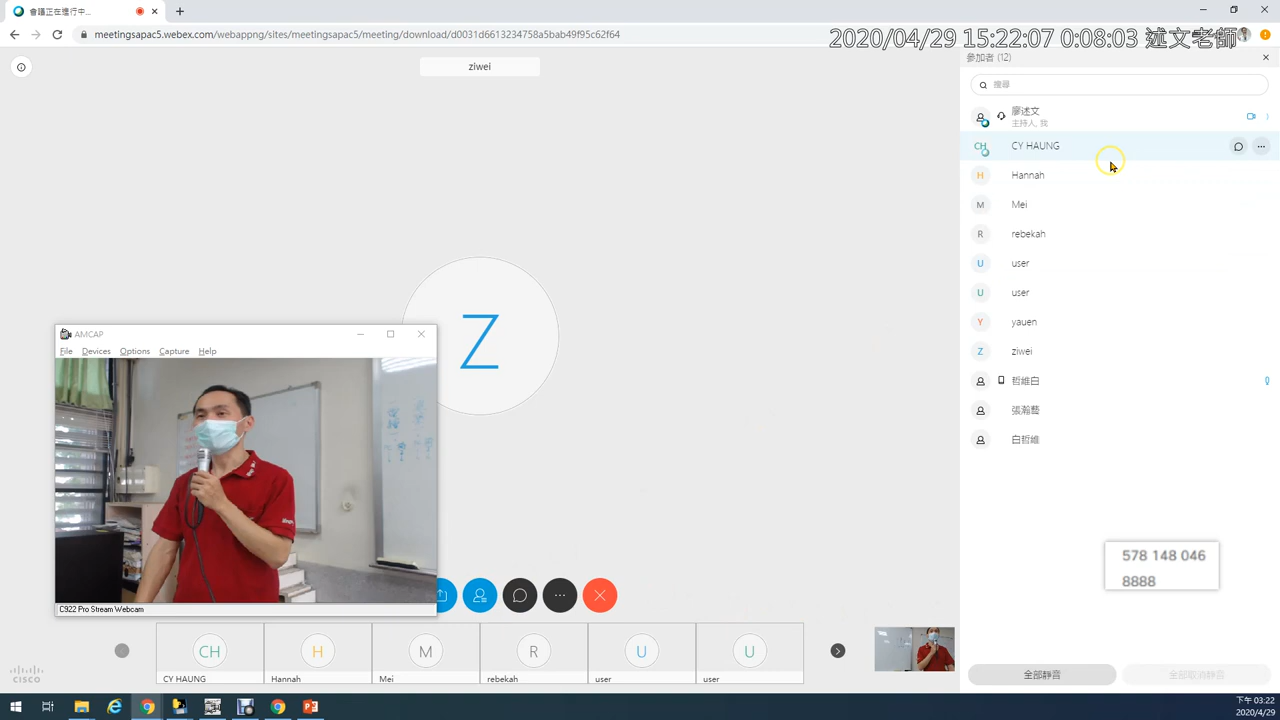 會議正在進行中...
meetingsapac5.webex.com/webappng/sites/meetingsapac5/meeting/download/d0031d6613234758a5bab49f95c62f64
2020/04/29 15:22:07 0:08:03 述文老師
ziwei
參加者 (12)
搜尋
廖述文
主持人, 我
CH CY HAUNG
H Hannah
M Mei
R rebekah
U user
U user
Y yauen
Z ziwei
哲維白
張瀚藝
白哲維
Z
AMCAP
File Devices Options Capture Help
C922 Pro Stream Webcam
578 148 046
8888
CH
CY HAUNG
H
Hannah
M
Mei
R
rebekah
U
user
U
user
cisco
全部靜音
全部取消靜音
下午 03:22
2020/4/29